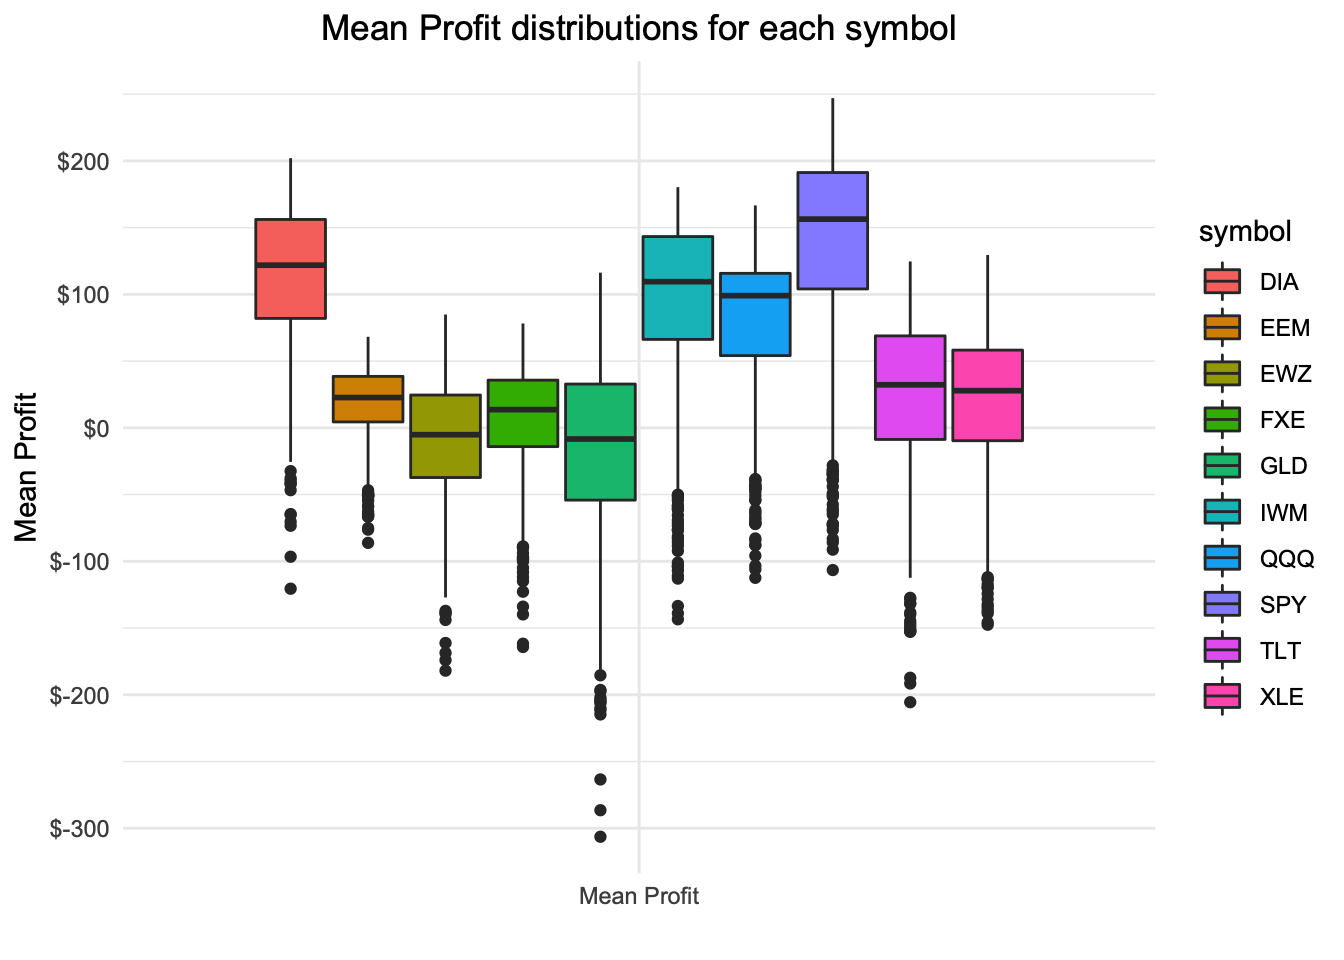 Mean Profit distributions for each symbol
Mean Profit
$200
$100
$0
$-100
$-200
$-300
Mean Profit
symbol
DIA
EEM
EWZ
FXE
GLD
IWM
QQQ
SPY
TLT
XLE